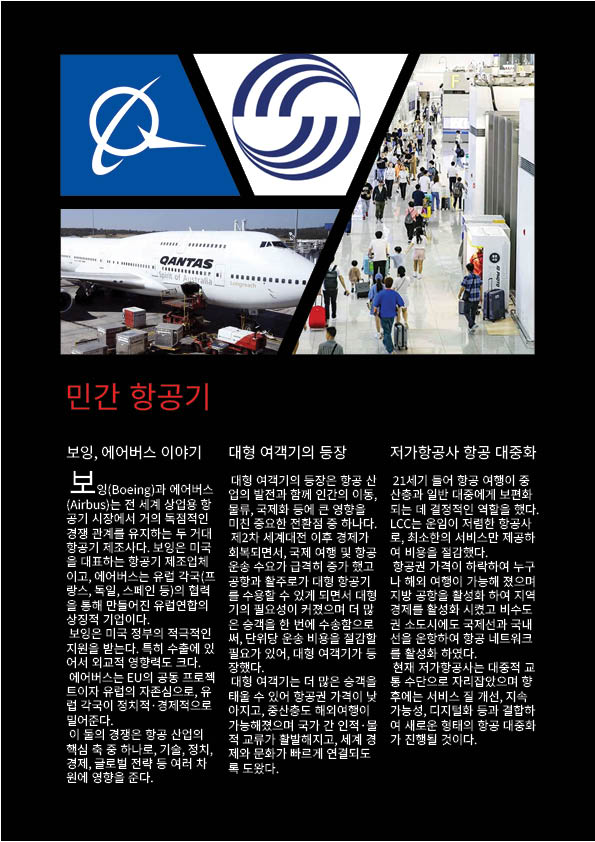 QANTAS
Spirit of Australia
Longreach
F
민간 항공기
보잉, 에어버스 이야기
보잉(Boeing)과 에어버스
(Airbus)는 전 세계 상업용 항
공기 시장에서 거의 독점적인
경쟁 관계를 유지하는 두 거대
항공기 제조사다. 보잉은 미국
을 대표하는 항공기 제조업체
이고, 에어버스는 유럽 각국(프
랑스, 독일, 스페인 등)의 협력
을 통해 만들어진 유럽연합의
상징적 기업이다.
보잉은 미국 정부의 적극적인
지원을 받는다. 특히 수출에 있
어서 외교적 영향력도 크다.
에어버스는 EU의 공동 프로젝
트이자 유럽의 자존심으로, 유
럽 각국이 정치적·경제적으로
밀어준다.
이 둘의 경쟁은 항공 산업의
핵심 축 중 하나로, 기술, 정치,
경제, 글로벌 전략 등 여러 차
원에 영향을 준다.
대형 여객기의 등장
대형 여객기의 등장은 항공 산
업의 발전과 함께 인간의 이동,
물류, 국제화 등에 큰 영향을
미친 중요한 전환점 중 하나다.
제2차 세계대전 이후 경제가
회복되면서, 국제 여행 및 항공
운송 수요가 급격히 증가 했고
공항과 활주로가 대형 항공기
를 수용할 수 있게 되면서 대형
기의 필요성이 커졌으며 더 많
은 승객을 한 번에 수송함으로
써, 단위당 운송 비용을 절감할
필요가 있어, 대형 여객기가 등
장했다.
대형 여객기는 더 많은 승객을
태울 수 있어 항공권 가격이 낮
아지고, 중산층도 해외여행이
가능해졌으며 국가 간 인적·물
적 교류가 활발해지고, 세계 경
제와 문화가 빠르게 연결되도
록 도왔다.
저가항공사 항공 대중화
21세기 들어 항공 여행이 중
산층과 일반 대중에게 보편화
되는 데 결정적인 역할을 했다.
LCC는 운임이 저렴한 항공사
로, 최소한의 서비스만 제공하
여 비용을 절감했다.
항공권 가격이 하락하여 누구
나 해외 여행이 가능해 졌으며
지방 공항을 활성화 하여 지역
경제를 활성화 시켰고 비수도
권 소도시에도 국제선과 국내
선을 운항하여 항공 네트워크
를 활성화 하였다.
현재 저가항공사는 대중적 교
통 수단으로 자리잡았으며 향
후에는 서비스 질 개선, 지속
가능성, 디지털화 등과 결합하
여 새로운 형태의 항공 대중화
가 진행될 것이다.